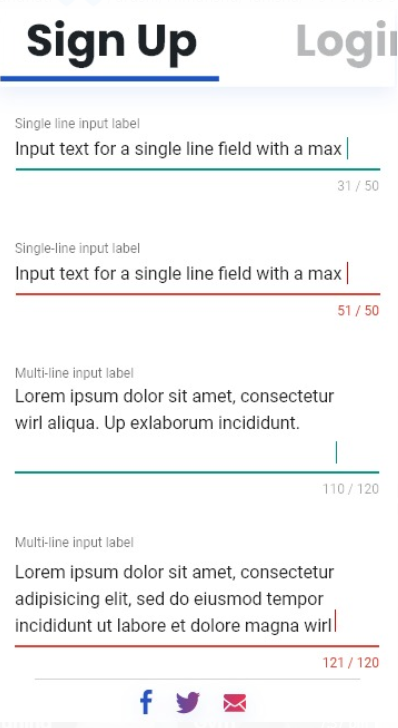 Sign Up
Single line input label
Input text for a single line field with a max
31 / 50
Single-line input label
Input text for a single line field with a max
51 / 50
Multi-line input label
Lorem ipsum dolor sit amet, consectetur
wirl aliqua. Up exlaborum incididunt.
110 / 120
Multi-line input label
Lorem ipsum dolor sit amet, consectetur
adipisicing elit, sed do eiusmod tempor
incididunt ut labore et dolore magna wirl
121 / 120